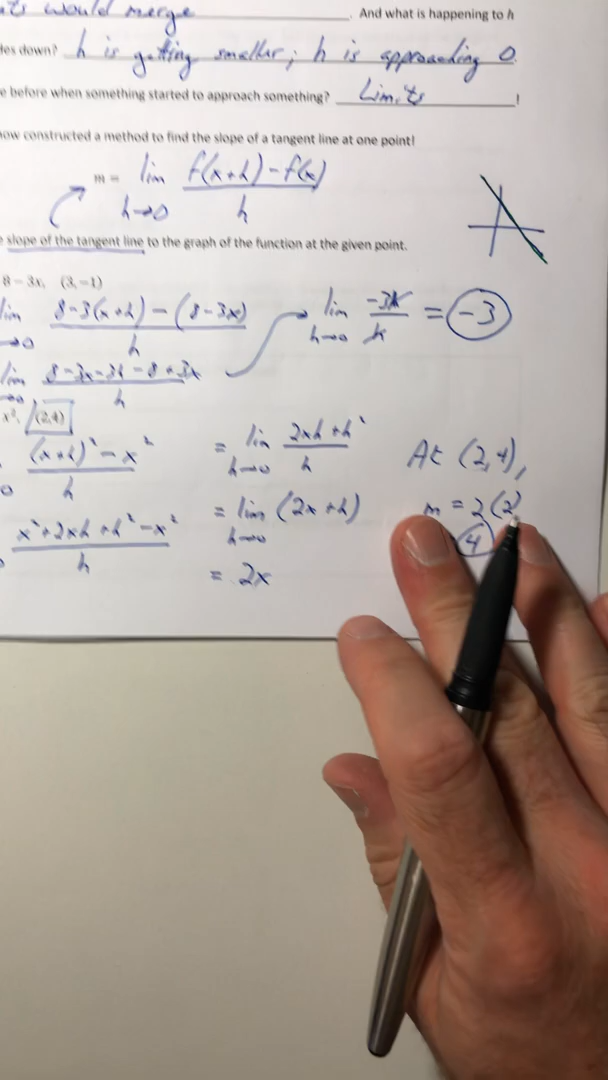 would merge. And what is happening to h
down? h is getting smaller; h is approaching 0.
e before when something started to approach something? Limits!
now constructed a method to find the slope of a tangent line at one point!
m = lim h→0 f(x+h)-f(x) / h
slope of the tangent line to the graph of the function at the given point.
8 − 3x, (3, −1)
lim 8-3(x+h) - (8-3x) / h
lim h→0 -3h / h = -3
lim 8-3x-3h-8+3x / h
x², (2,4)
(x+h)² - x² / h
= lim h→0 2xh + h² / h
At (2,4),
x²+2xh+h²-x² / h
= lim h→0 (2x+h)
m = 2(2)
4
= 2x